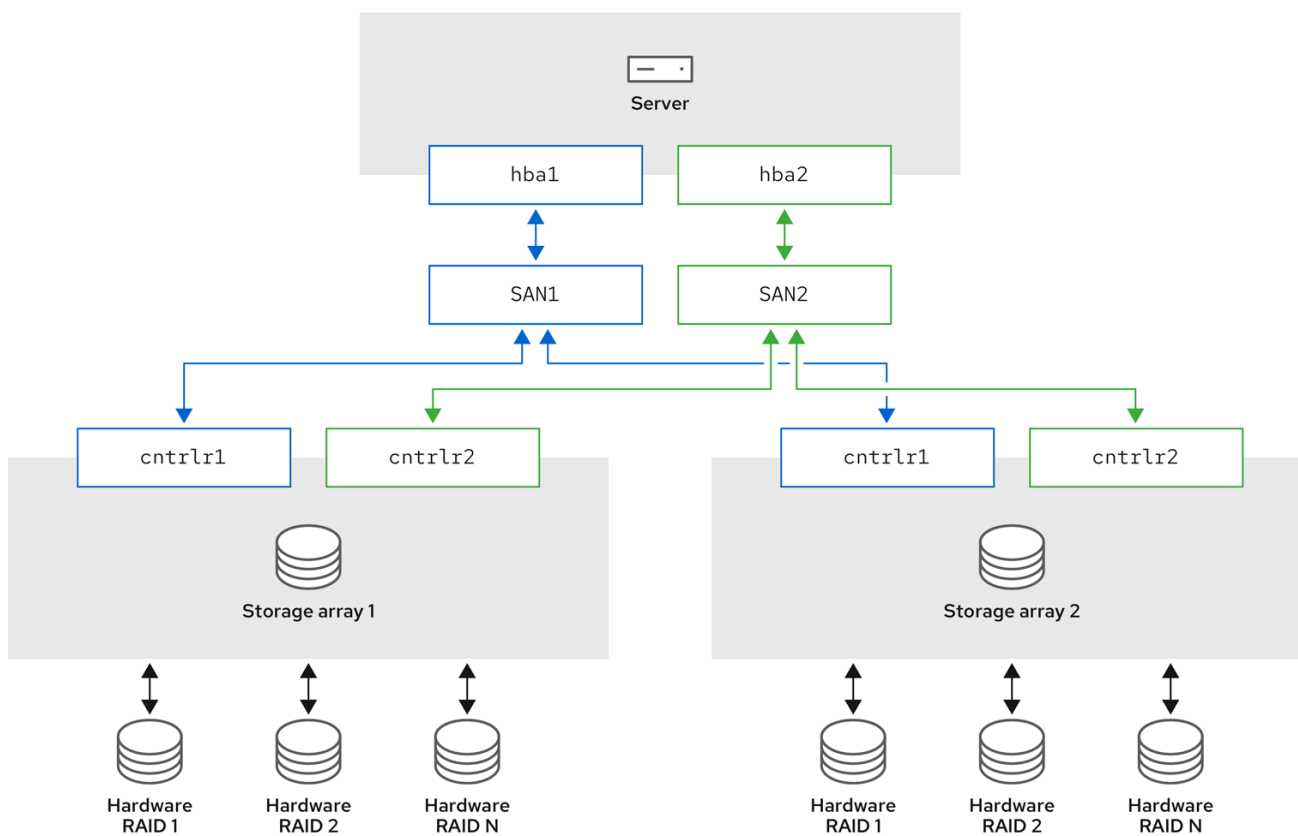 Server
hba1
hba2
SAN1
SAN2
cntrlr1
cntrlr2
cntrlr1
cntrlr2
Storage array 1
Storage array 2
Hardware
RAID 1
Hardware
RAID 2
Hardware
RAID N
Hardware
RAID 1
Hardware
RAID 2
Hardware
RAID N